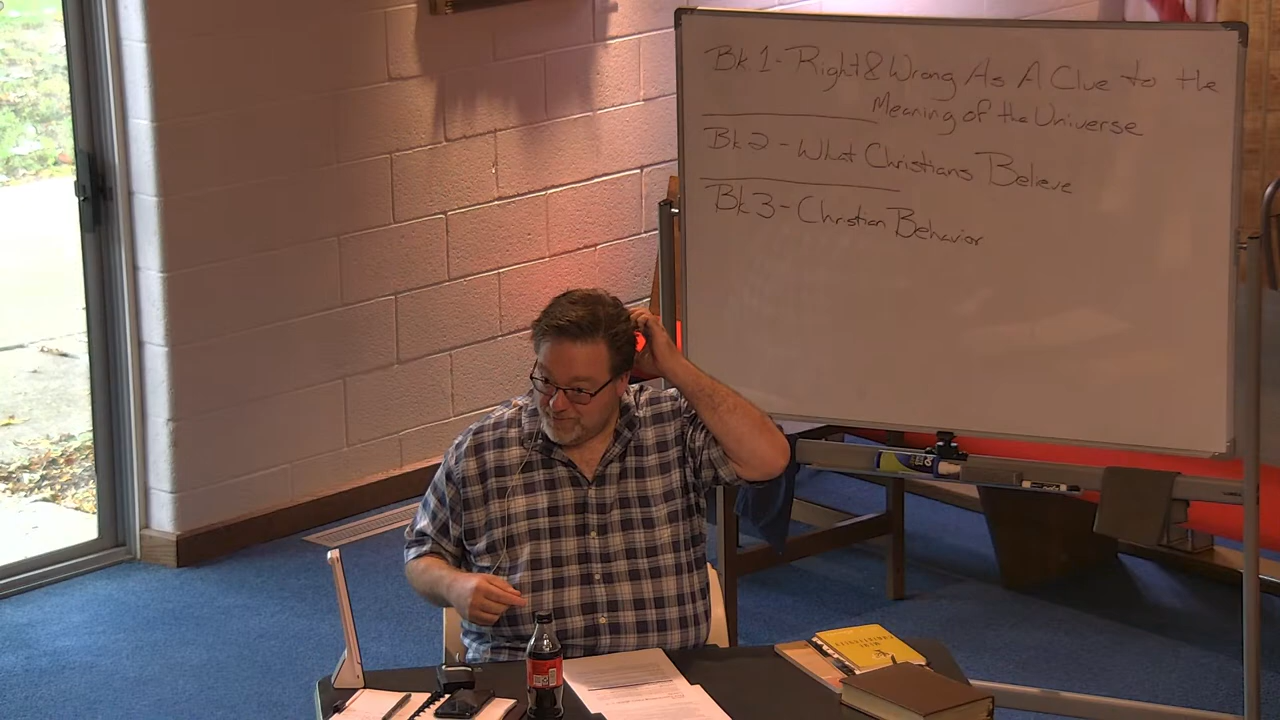 Bk. 1 - Right & Wrong As A Clue to the
Meaning of the Universe
Bk 2 - What Christians Believe
Bk 3 - Christian Behavior